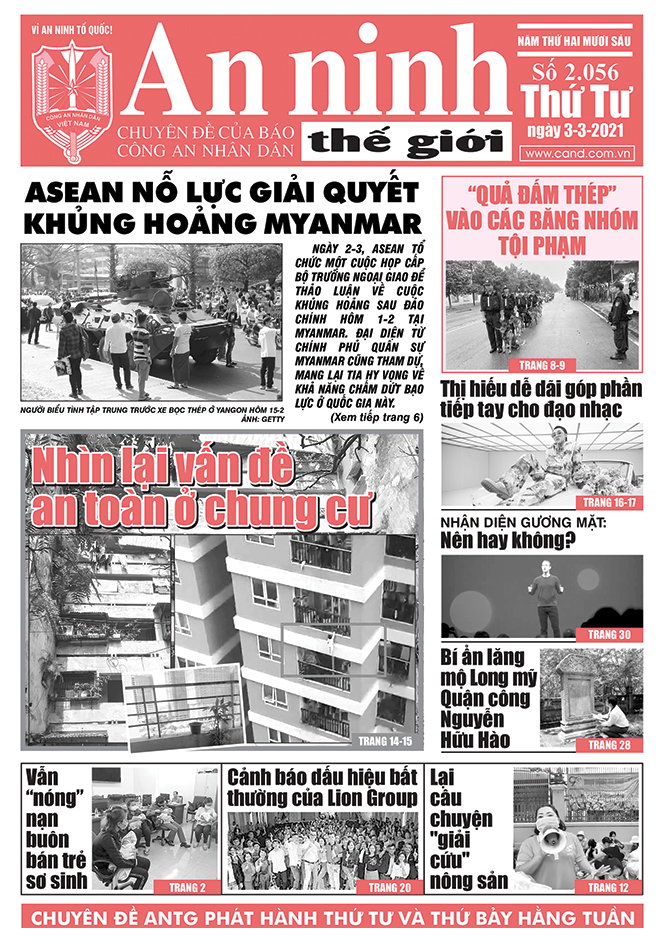 VÌ AN NINH TỔ QUỐC!
CÔNG AN NHÂN DÂN
VIỆT NAM
An ninh
thế giới
CHUYÊN ĐỀ CỦA BÁO
CÔNG AN NHÂN DÂN
NĂM THỨ HAI MƯƠI SÁU
Số 2.056
Thứ Tư
ngày 3-3-2021
www.cand.com.vn
ASEAN NỖ LỰC GIẢI QUYẾT
KHỦNG HOẢNG MYANMAR
NGÀY 2-3, ASEAN TỔ
CHỨC MỘT CUỘC HỌP CẤP
BỘ TRƯỞNG NGOẠI GIAO ĐỂ
THẢO LUẬN VỀ CUỘC
KHỦNG HOẢNG SAU ĐẢO
CHÍNH HÔM 1-2 TẠI
MYANMAR. ĐẠI DIỆN TỪ
CHÍNH PHỦ QUÂN SỰ
MYANMAR CŨNG THAM DỰ,
MANG LẠI TIA HY VỌNG VỀ
KHẢ NĂNG CHẤM DỨT BẠO
LỰC Ở QUỐC GIA NÀY.
(Xem tiếp trang 6)
NGƯỜI BIỂU TÌNH TẬP TRUNG TRƯỚC XE BỌC THÉP Ở YANGON HÔM 15-2
ẢNH: GETTY
“QUẢ ĐẤM THÉP”
VÀO CÁC BĂNG NHÓM
TỘI PHẠM
TRANG 8-9
Thị hiếu dễ dãi góp phần
tiếp tay cho đạo nhạc
TRANG 16-17
NHẬN DIỆN GƯƠNG MẶT:
Nên hay không?
TRANG 30
Bí ẩn lăng
mộ Long mỹ
Quận công
Nguyễn
Hữu Hào
TRANG 28
Nhìn lại vấn đề
an toàn ở chung cư
TRANG 14-15
Vẫn
“nóng”
nạn
buôn
bán trẻ
sơ sinh
TRANG 2
Cảnh báo dấu hiệu bất
thường của Lion Group
TRANG 20
Lại
câu
chuyện
"giải
cứu"
nông sản
TRANG 12
CHUYÊN ĐỀ ANTG PHÁT HÀNH THỨ TƯ VÀ THỨ BẢY HẰNG TUẦN